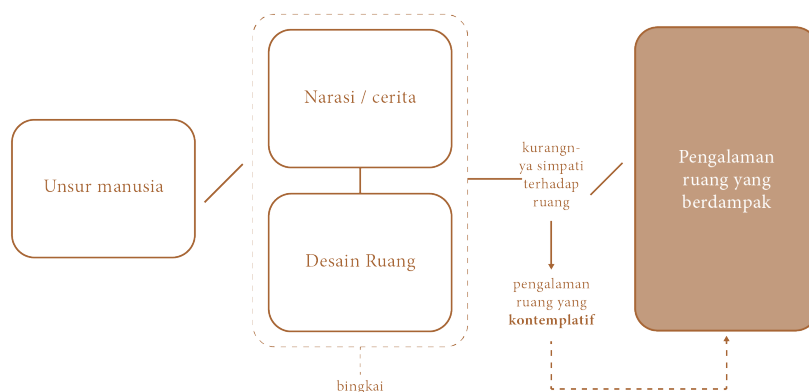 Narasi / cerita
Unsur manusia
Desain Ruang
bingkai
kurangn-
ya simpati
terhadap
ruang
pengalaman
ruang yang
kontemplatif
Pengalaman
ruang yang
berdampak